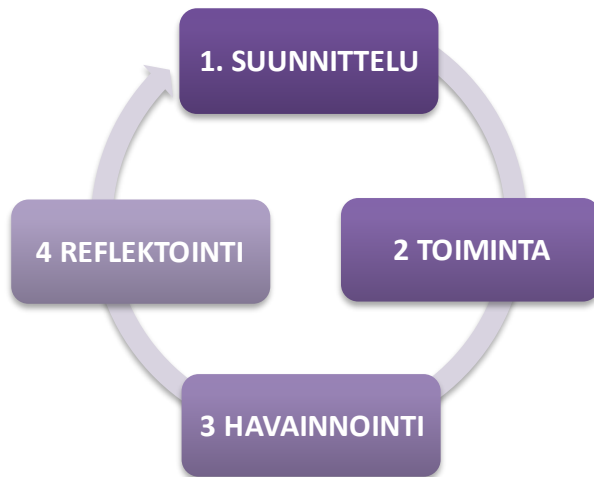 1. SUUNNITTELU
2 TOIMINTA
3 HAVAINNOINTI
4 REFLEKTOINTI